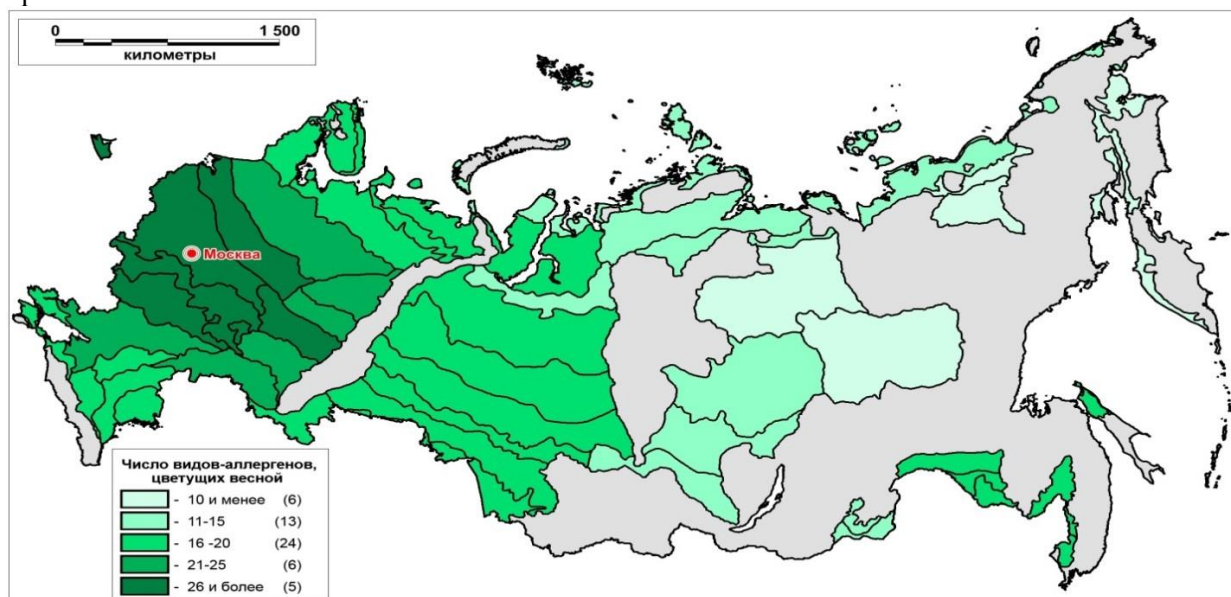 0 1 500
километры
Москва
Число видов-аллергенов,
цветущих весной
- 10 и менее (6)
- 11-15 (13)
- 16 -20 (24)
- 21-25 (6)
- 26 и более (5)